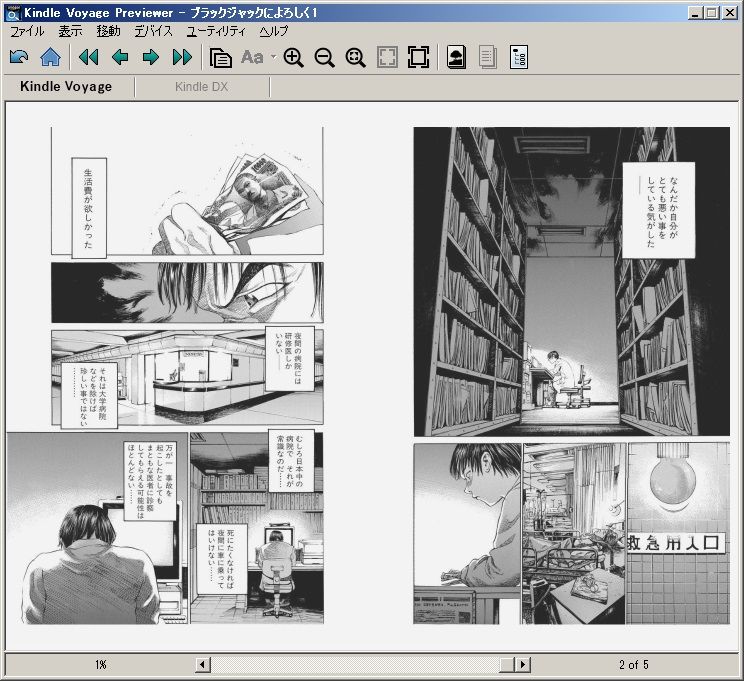 Kindle Voyage Previewer - ブラックジャックによろしく1
ファイル 表示 移動 デバイス ユーティリティ ヘルプ
Aa
Kindle Voyage
Kindle DX
なんだか自分が
とても悪い事を
している気がした
救急用入口
生活費が欲しかった
夜間の病院には
研修医しか
いない
それは大学病院
などを除けば
珍しい事ではない
…………
むしろ日本中の
病院で それが
常識なのだ……
万が一 事故を
起こしたとしても
まともな医者に診察
してもらえる可能性は
ほとんどない……
死にたくなければ
夜間に車に乗って
はいけない……
1%
2 of 5